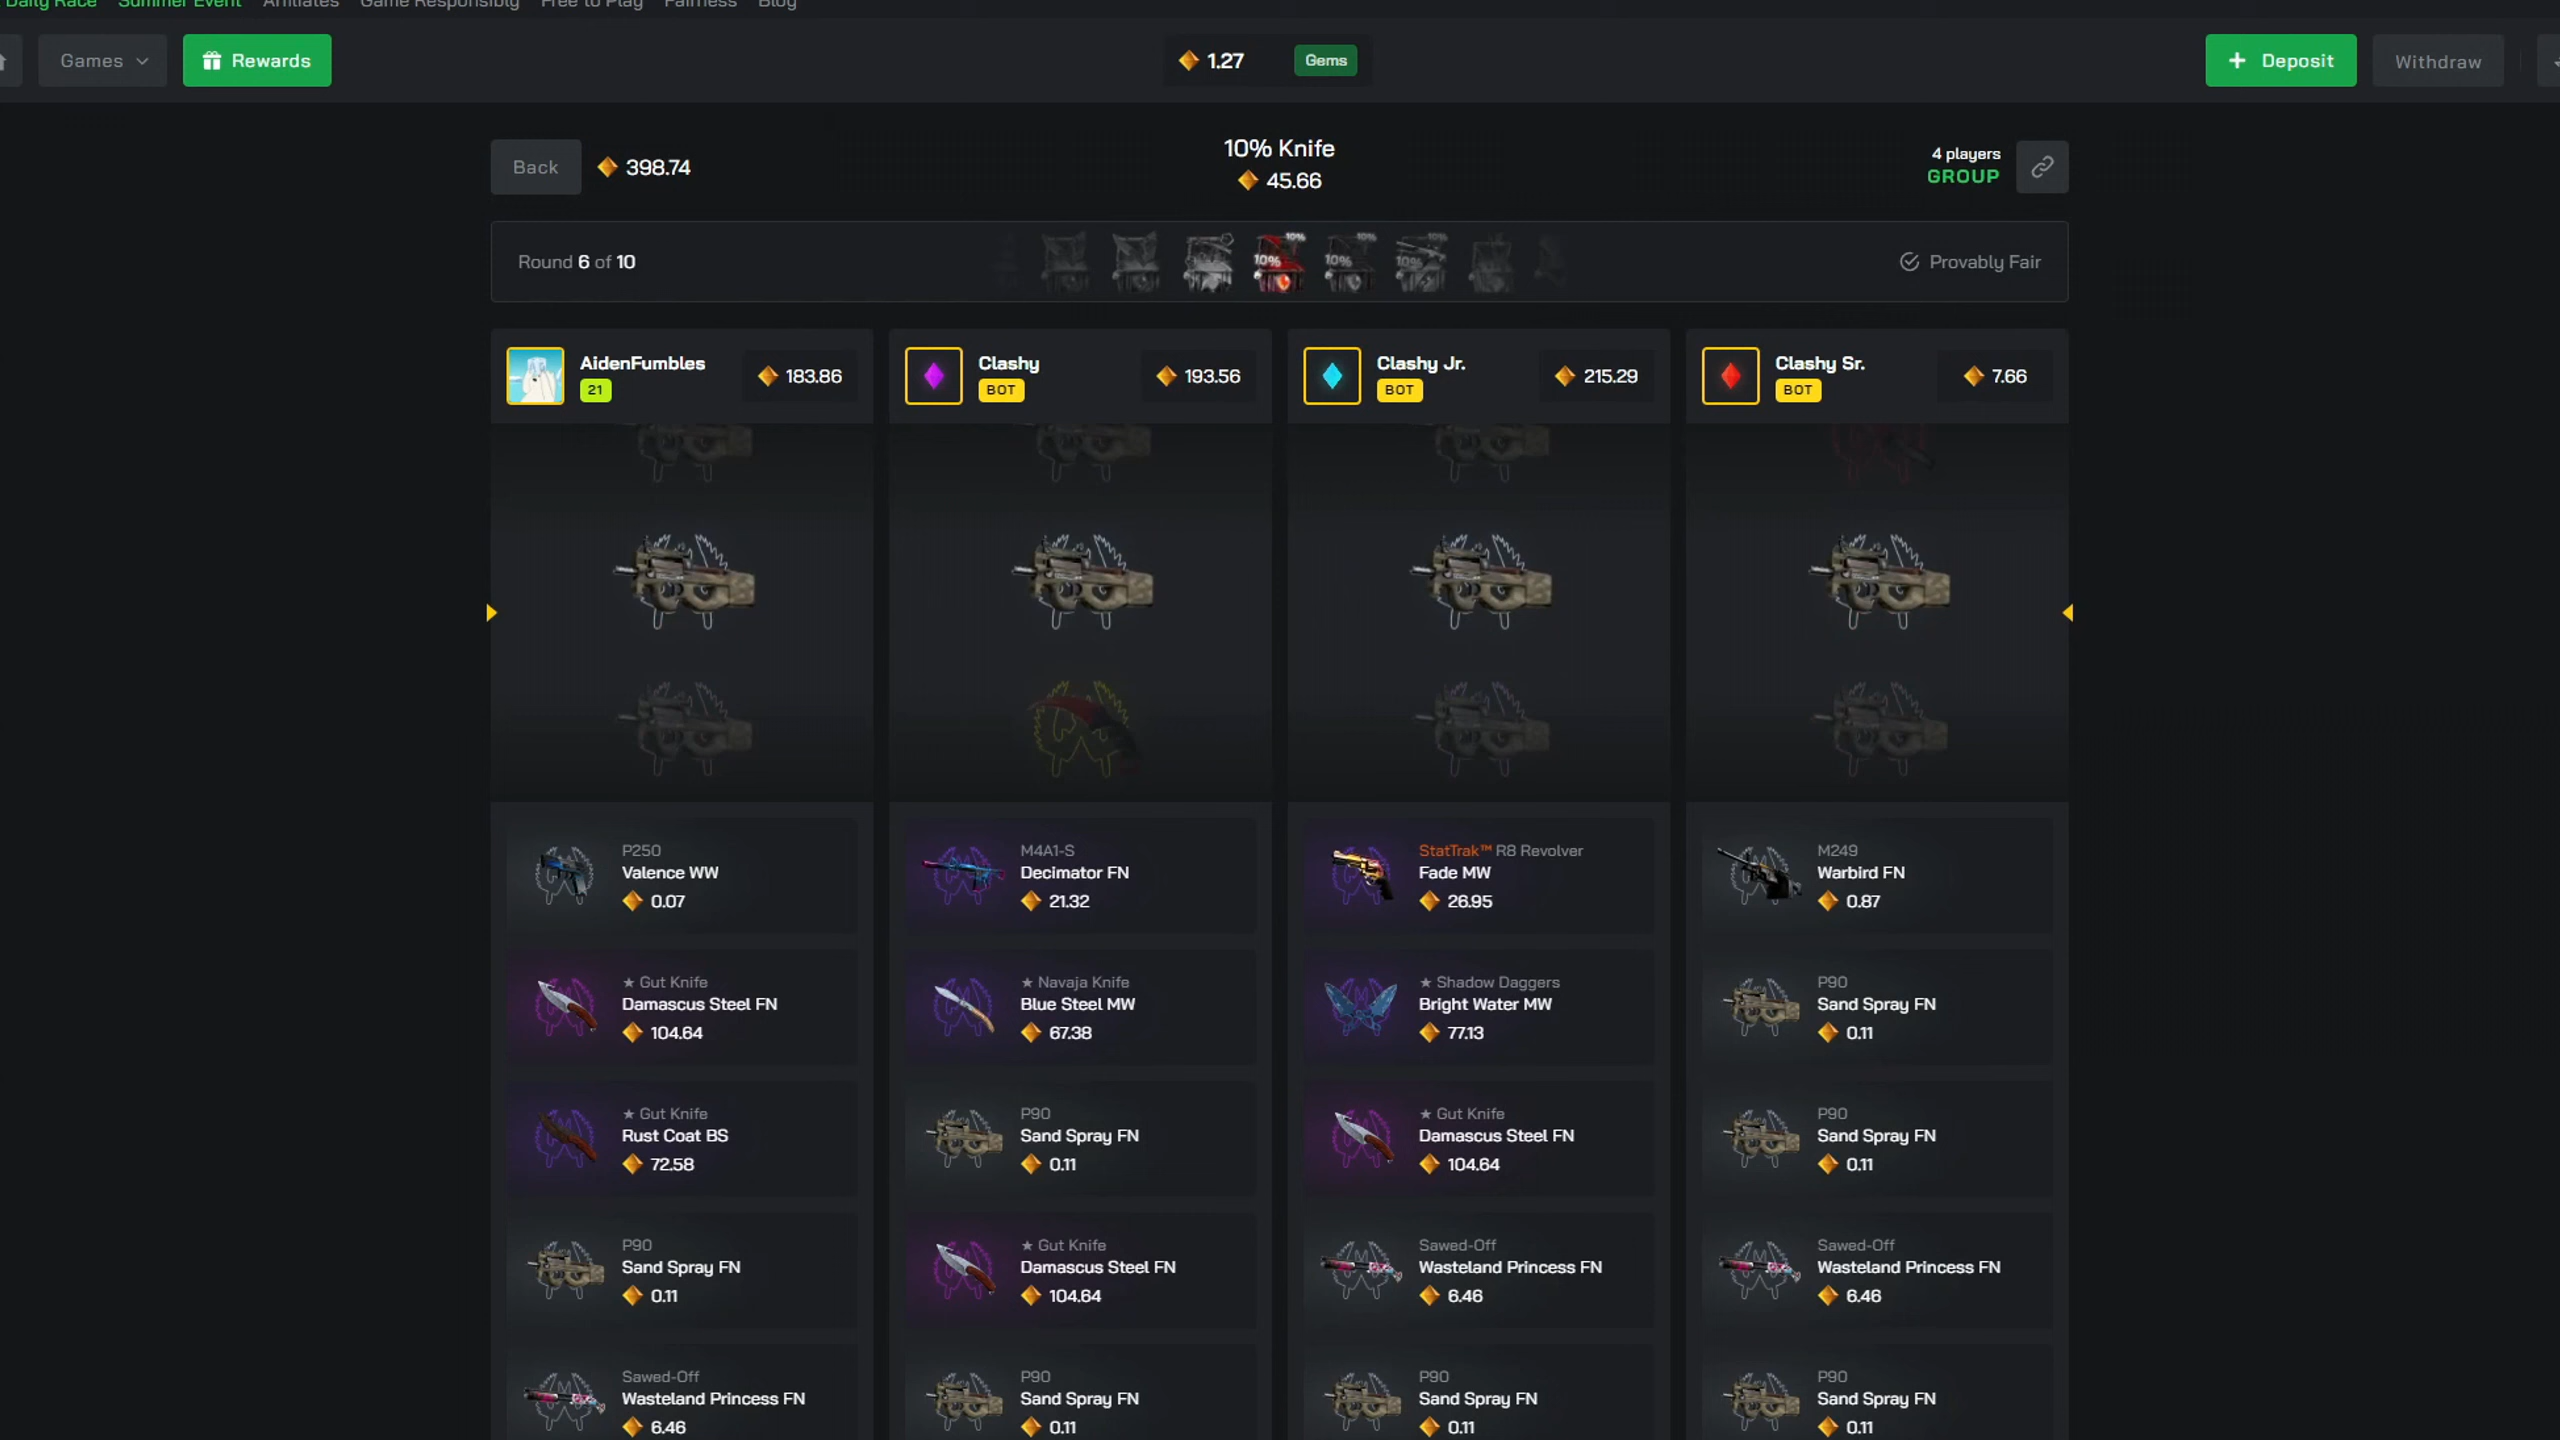 Daily Race Summer Event Affiliates Game Responsibly Free to Play Fairness Blog
Games Rewards 1.27 Gems Deposit Withdraw
Back 398.74
10% Knife
45.66
4 players
GROUP
Round 6 of 10
10%
10%
10%
10%
10%
10%
Provably Fair
AidenFumbles
21
183.86
Clashy
BOT
193.56
Clashy Jr.
BOT
215.29
Clashy Sr.
BOT
7.66
P250
Valence WW
0.07
M4A1-S
Decimator FN
21.32
StatTrak™ R8 Revolver
Fade MW
26.95
M249
Warbird FN
0.87
★ Gut Knife
Damascus Steel FN
104.64
★ Navaja Knife
Blue Steel MW
67.38
★ Shadow Daggers
Bright Water MW
77.13
P90
Sand Spray FN
0.11
★ Gut Knife
Rust Coat BS
72.58
P90
Sand Spray FN
0.11
★ Gut Knife
Damascus Steel FN
104.64
P90
Sand Spray FN
0.11
P90
Sand Spray FN
0.11
★ Gut Knife
Damascus Steel FN
104.64
Sawed-Off
Wasteland Princess FN
6.46
Sawed-Off
Wasteland Princess FN
6.46
Sawed-Off
Wasteland Princess FN
6.46
P90
Sand Spray FN
0.11
P90
Sand Spray FN
0.11
P90
Sand Spray FN
0.11